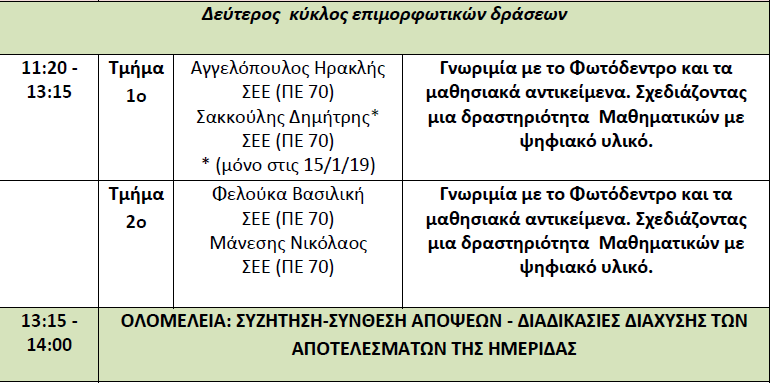 Δεύτερος κύκλος επιμορφωτικών δράσεων
11:20 -
13:15
Τμήμα
1ο
Αγγελόπουλος Ηρακλής
ΣΕΕ (ΠΕ 70)
Σακκούλης Δημήτρης*
ΣΕΕ (ΠΕ 70)
* (μόνο στις 15/1/19)
Γνωριμία με το Φωτόδεντρο και τα
μαθησιακά αντικείμενα. Σχεδιάζοντας
μια δραστηριότητα Μαθηματικών με
ψηφιακό υλικό.
Τμήμα
2ο
Φελούκα Βασιλική
ΣΕΕ (ΠΕ 70)
Μάνεσης Νικόλαος
ΣΕΕ (ΠΕ 70)
Γνωριμία με το Φωτόδεντρο και τα
μαθησιακά αντικείμενα. Σχεδιάζοντας
μια δραστηριότητα Μαθηματικών με
ψηφιακό υλικό.
13:15 -
14:00
ΟΛΟΜΕΛΕΙΑ: ΣΥΖΗΤΗΣΗ-ΣΥΝΘΕΣΗ ΑΠΟΨΕΩΝ - ΔΙΑΔΙΚΑΣΙΕΣ ΔΙΑΧΥΣΗΣ ΤΩΝ
ΑΠΟΤΕΛΕΣΜΑΤΩΝ ΤΗΣ ΗΜΕΡΙΔΑΣ